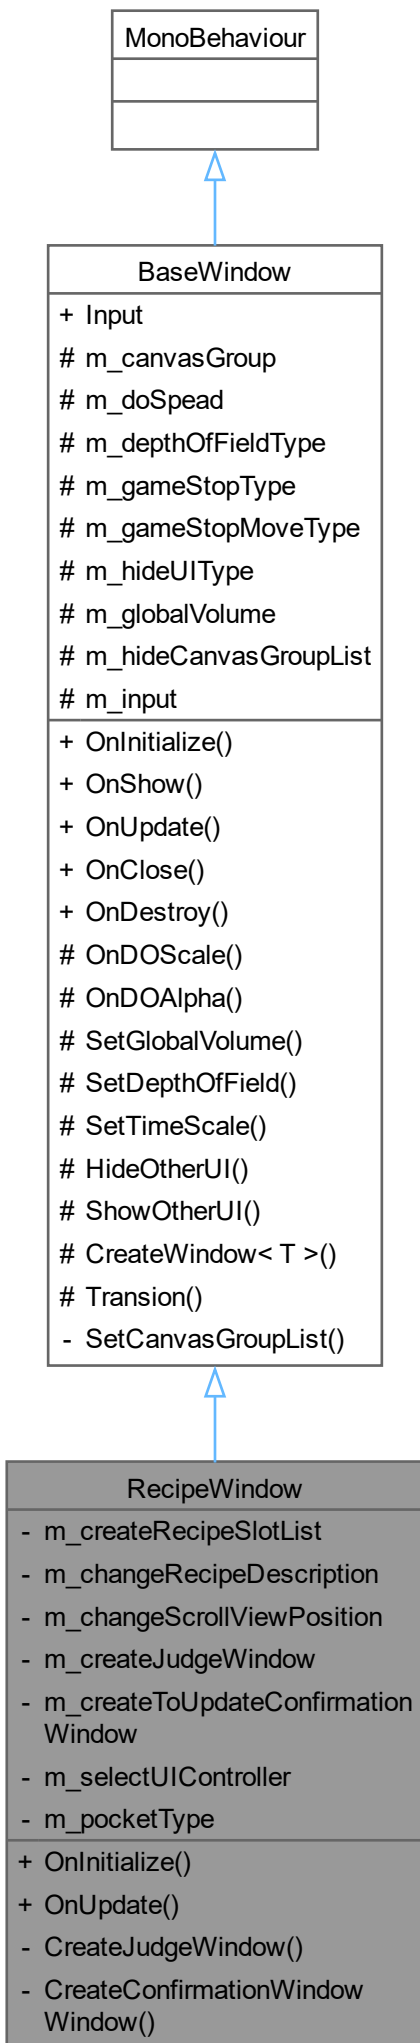 MonoBehaviour
BaseWindow
+ Input
# m_canvasGroup
# m_doSpead
# m_depthOfFieldType
# m_gameStopType
# m_gameStopMoveType
# m_hideUIType
# m_globalVolume
# m_hideCanvasGroupList
# m_input
+ OnInitialize()
+ OnShow()
+ OnUpdate()
+ OnClose()
+ OnDestroy()
# OnDOScale()
# OnDOAlpha()
# SetGlobalVolume()
# SetDepthOfField()
# SetTimeScale()
# HideOtherUI()
# ShowOtherUI()
# CreateWindow< T >()
# Transion()
- SetCanvasGroupList()
RecipeWindow
- m_createRecipeSlotList
- m_changeRecipeDescription
- m_changeScrollViewPosition
- m_createJudgeWindow
- m_createToUpdateConfirmation
Window
- m_selectUIController
- m_pocketType
+ OnInitialize()
+ OnUpdate()
- CreateJudgeWindow()
- CreateConfirmationWindow
Window()